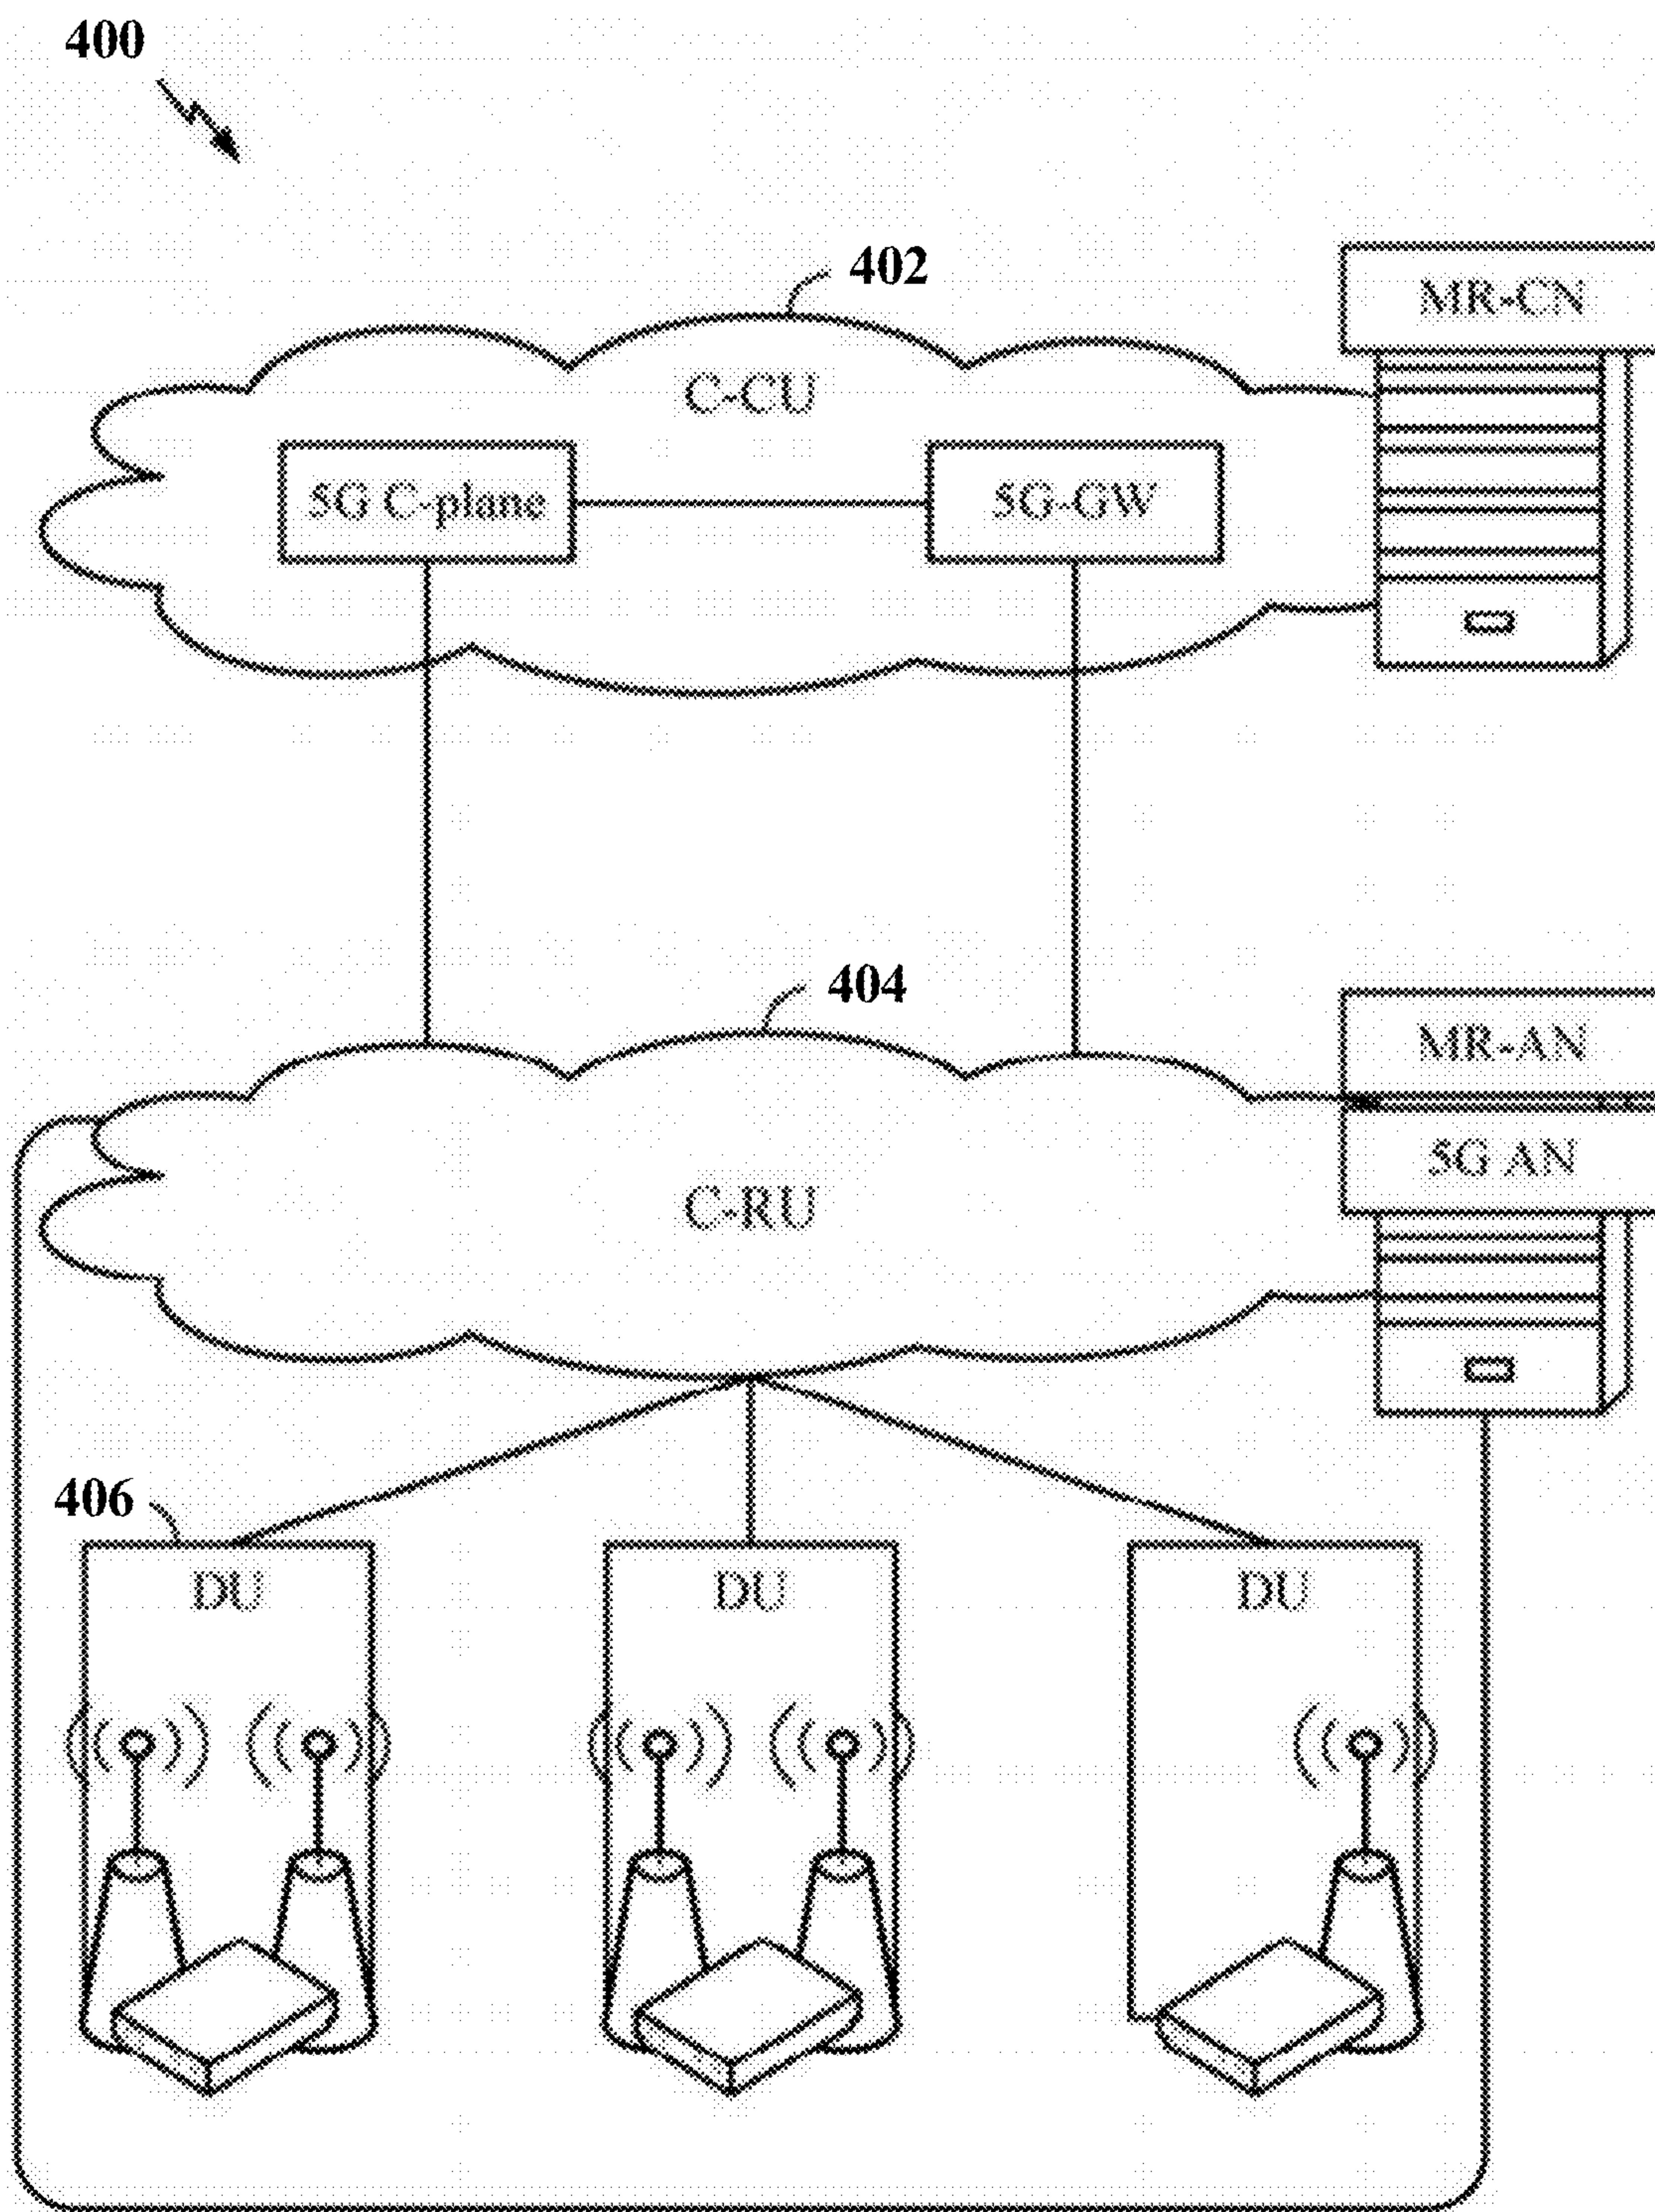 400
402
MR-CN
C-CU
5G C-plane
5G-GW
404
MR-AN
5G AN
C-RU
406
DU
DU
DU